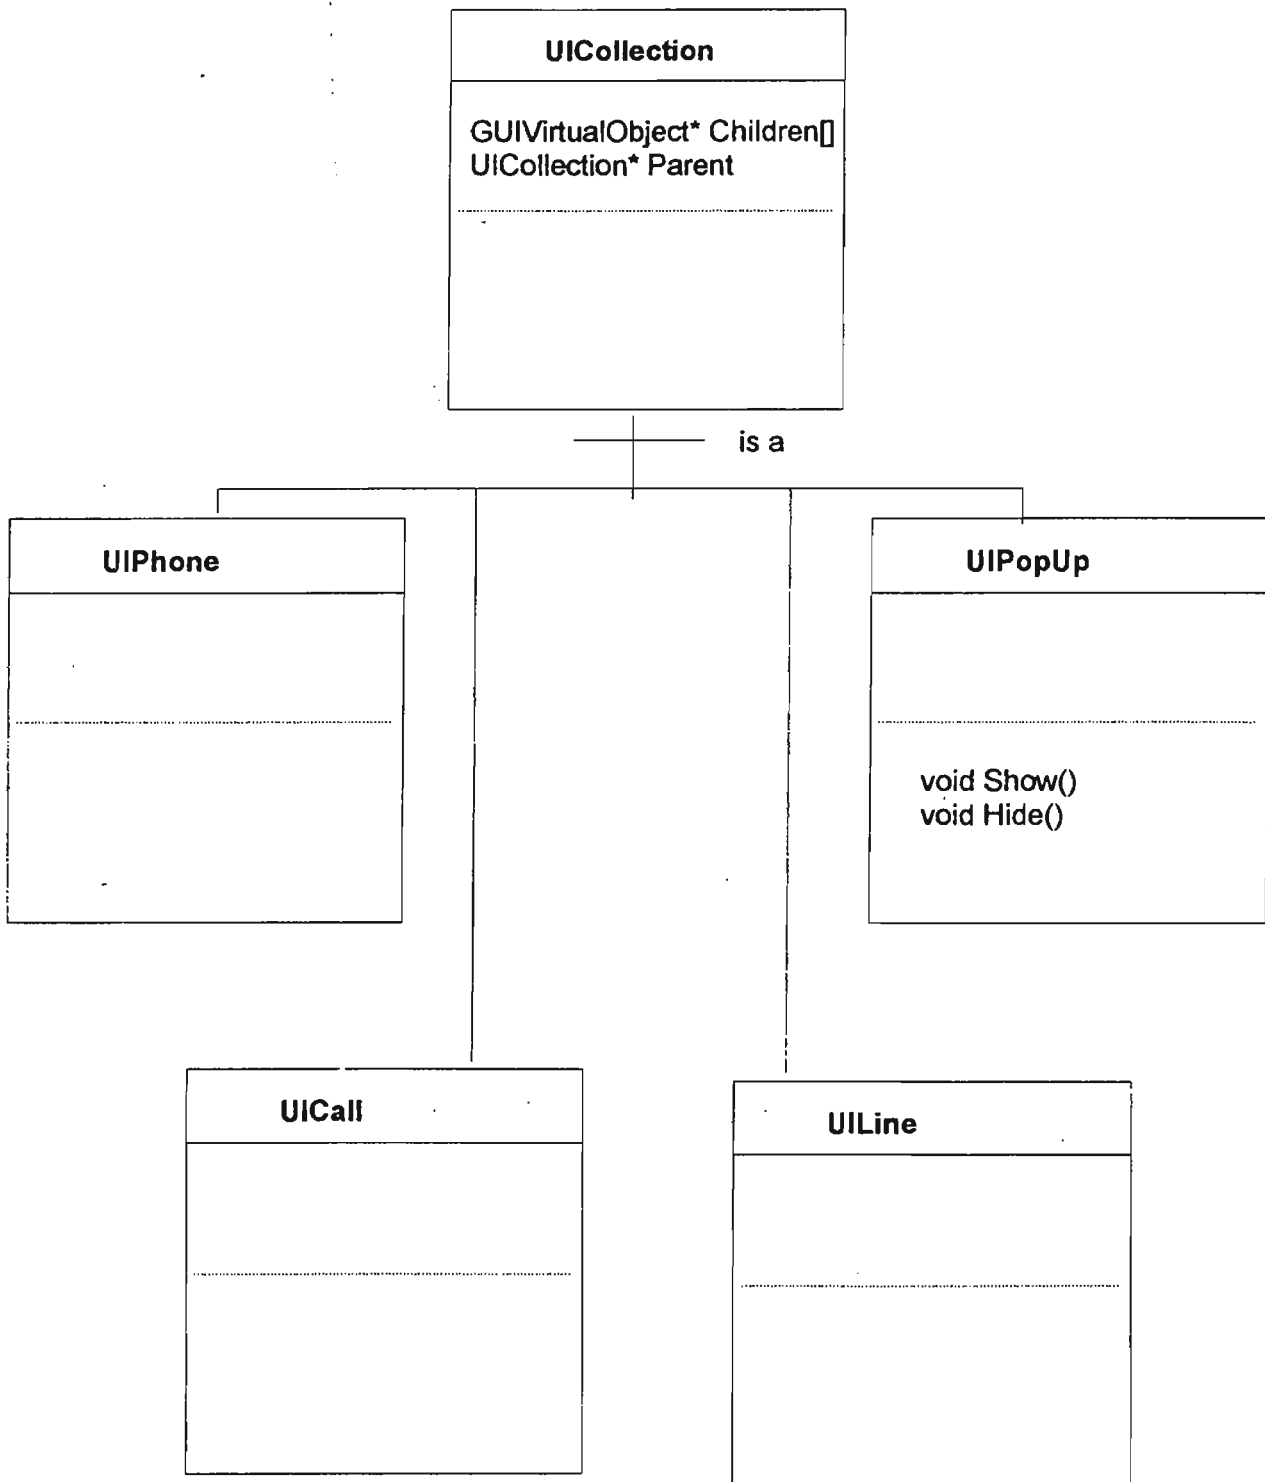 UICollection
GUIVirtualObject* Children[]
UICollection* Parent
is a
UIPhone
UIPopUp
void Show()
void Hide()
UICall
UILine